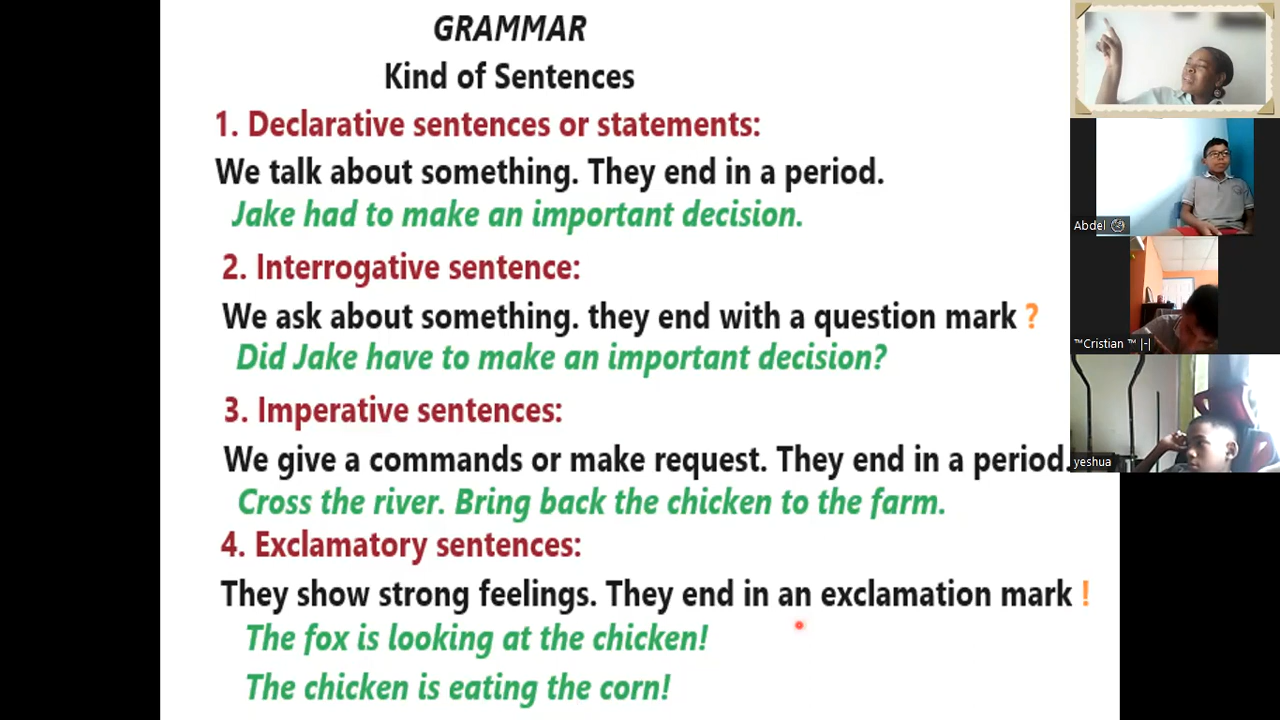 GRAMMAR
Kind of Sentences
1. Declarative sentences or statements:
We talk about something. They end in a period.
Jake had to make an important decision.
2. Interrogative sentence:
We ask about something. they end with a question mark ?
Did Jake have to make an important decision?
3. Imperative sentences:
We give a commands or make request. They end in a period.
Cross the river. Bring back the chicken to the farm.
4. Exclamatory sentences:
They show strong feelings. They end in an exclamation mark !
The fox is looking at the chicken!
The chicken is eating the corn!
Abdel
™Cristian ™ |-|
yeshua